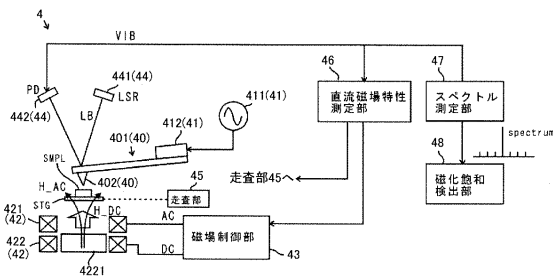 4
VIB
46
47
441(44)
PD
LSR
411(41)
442(44)
LB
412(41)
401(40)
直流磁場特性
測定部
スペクトル
測定部
spectrum
SMPL
402(40)
45
走査部45へ
48
磁化飽和
検出部
H_AC
STG
走査部
H_DC
421
(42)
AC
422
(42)
DC
磁場制御部
4221
43